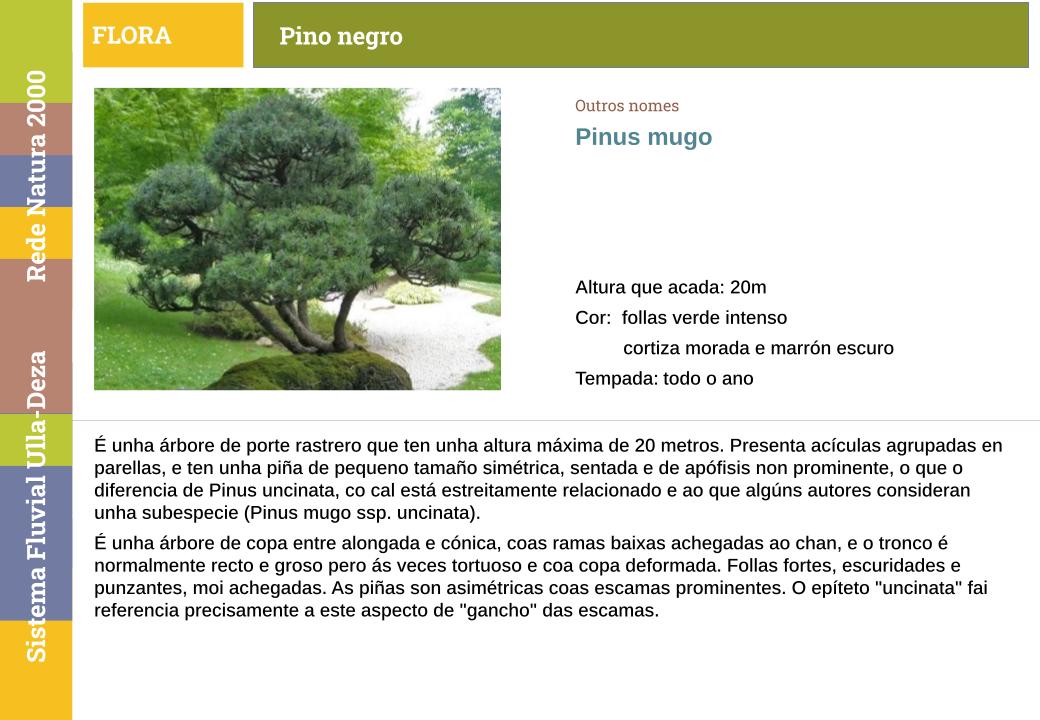 FLORA
Pino negro
Rede Natura 2000
Sistema Fluvial Ulla-Deza
Outros nomes
Pinus mugo
Altura que acada: 20m
Cor: follas verde intenso
cortiza morada e marrón escuro
Tempada: todo o ano
É unha árbore de porte rastrero que ten unha altura máxima de 20 metros. Presenta acículas agrupadas en
parellas, e ten unha piña de pequeno tamaño simétrica, sentada e de apófisis non prominente, o que o
diferencia de Pinus uncinata, co cal está estreitamente relacionado e ao que algúns autores consideran
unha subespecie (Pinus mugo ssp. uncinata).
É unha árbore de copa entre alongada e cónica, coas ramas baixas achegadas ao chan, e o tronco é
normalmente recto e groso pero ás veces tortuoso e coa copa deformada. Follas fortes, escuridades e
punzantes, moi achegadas. As piñas son asimétricas coas escamas prominentes. O epíteto "uncinata" fai
referencia precisamente a este aspecto de "gancho" das escamas.